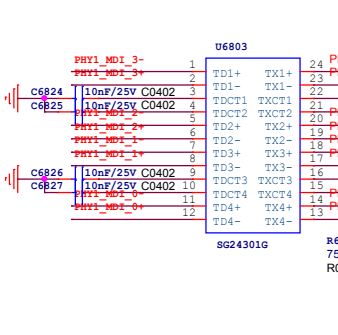 U6803
PHY1_MDI_3- 1 TD1+ TX1+ 24 P
PHY1_MDI_3+ 2 TD1- TX1- 23 P
C6824 10nF/25V C0402 3 TDCT1 TXCT1 22
C6825 10nF/25V C0402 4 TDCT2 TXCT2 21
PHY1_MDI_2- 5 TD2+ TX2+ 20 P
PHY1_MDI_2+ 6 TD2- TX2- 19 P
PHY1_MDI_1- 7 TD3+ TX3+ 18 P
PHY1_MDI_1+ 8 TD3- TX3- 17
C6826 10nF/25V C0402 9 TDCT3 TXCT3 16
C6827 10nF/25V C0402 10 TDCT4 TXCT4 15
PHY1_MDI_0- 11 TD4+ TX4+ 14 P
PHY1_MDI_0+ 12 TD4- TX4- 13 P
SG24301G
R6
75
R0